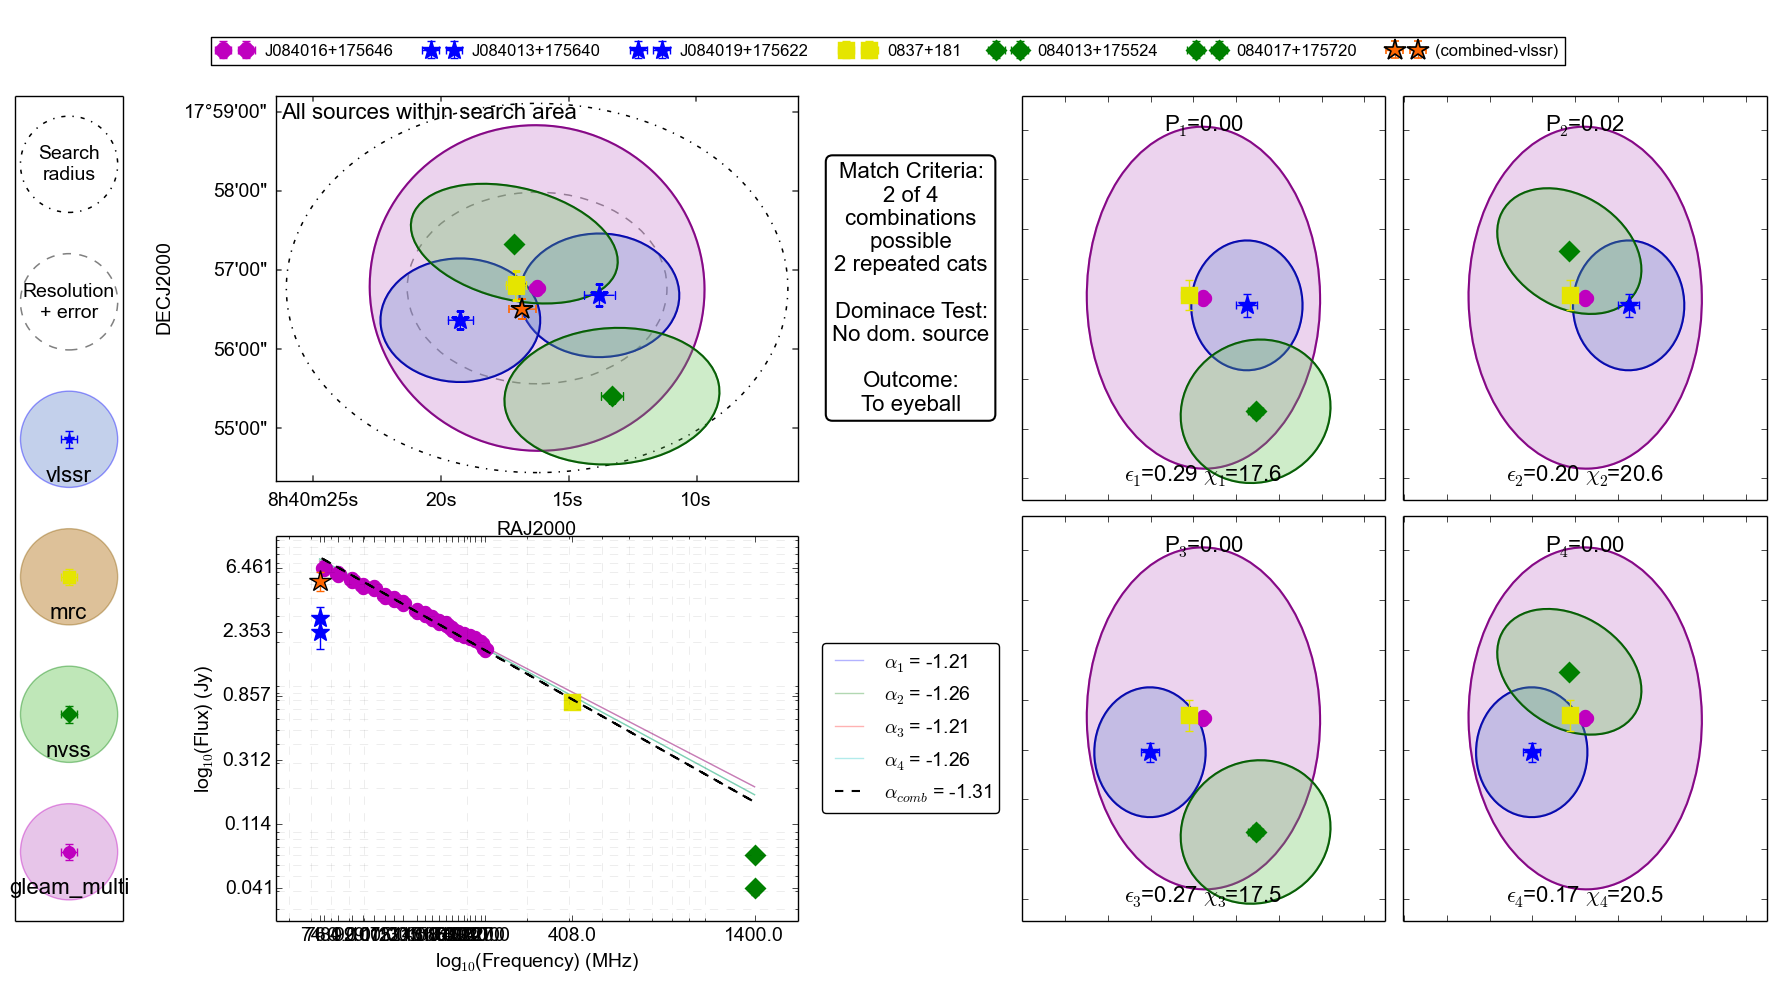 J084016+175646 J084013+175640 J084019+175622 0837+181 084013+175524 084017+175720 (combined-vlssr)
Search
radius
Resolution
+ error
vlssr
mrc
nvss
gleam_multi
All sources within search area
DECJ2000
17°59'00"
58'00"
57'00"
56'00"
55'00"
8h40m25s 20s 15s 10s
RAJ2000
Match Criteria:
2 of 4
combinations
possible
2 repeated cats
Dominace Test:
No dom. source
Outcome:
To eyeball
P1=0.00
ϵ1=0.29 χ1=17.6
P2=0.02
ϵ2=0.20 χ2=20.6
log10(Flux) (Jy)
6.461
2.353
0.857
0.312
0.114
0.041
408.0 1400.0
log10(Frequency) (MHz)
α1 = -1.21
α2 = -1.26
α3 = -1.21
α4 = -1.26
αcomb = -1.31
P3=0.00
ϵ3=0.27 χ3=17.5
P4=0.00
ϵ4=0.17 χ4=20.5